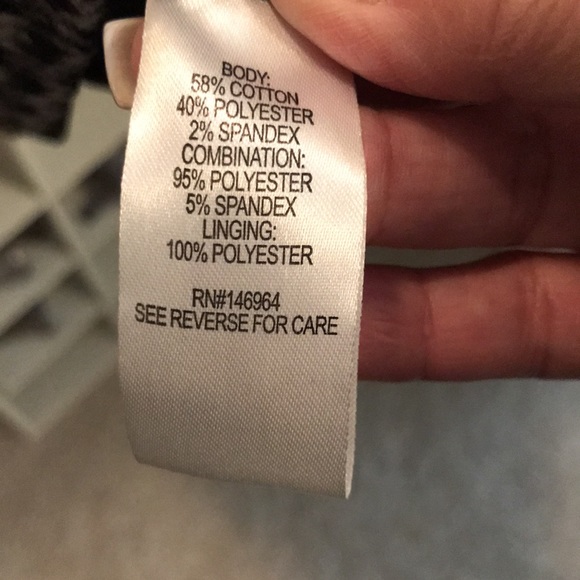 BODY:
58% COTTON
40% POLYESTER
2% SPANDEX
COMBINATION:
95% POLYESTER
5% SPANDEX
LINGING:
100% POLYESTER
RN#146964
SEE REVERSE FOR CARE